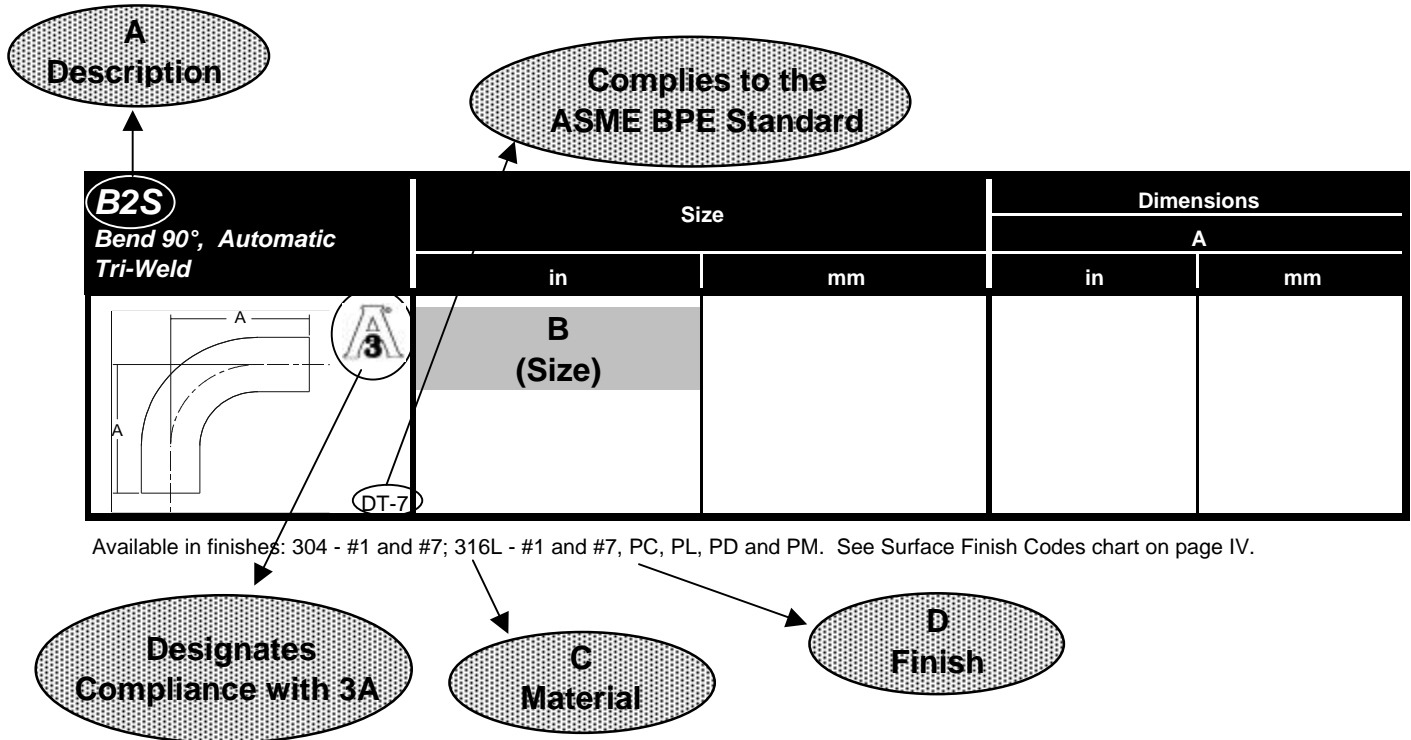 A
Description
Complies to the
ASME BPE Standard
B2S
Bend 90°, Automatic
Tri-Weld
Size
Dimensions
A
in
mm
in
mm
A
A
3
A
DT-7
B
(Size)
Available in finishes: 304 - #1 and #7; 316L - #1 and #7, PC, PL, PD and PM. See Surface Finish Codes chart on page IV.
Designates
Compliance with 3A
C
Material
D
Finish